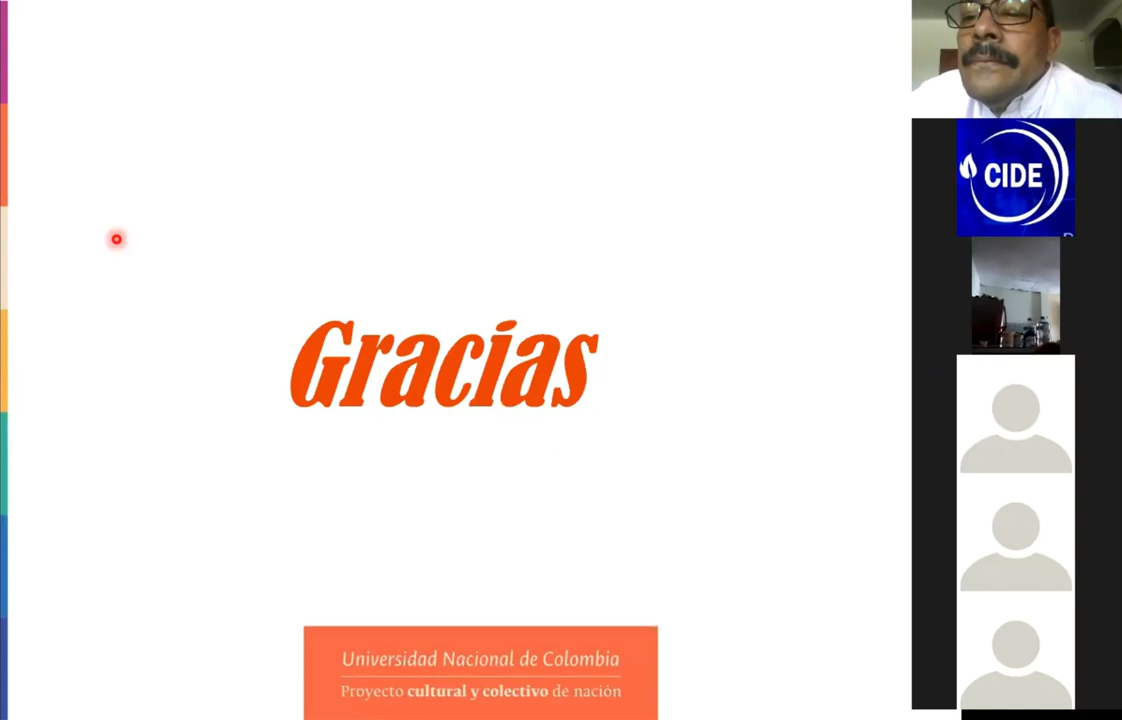 Gracias
Universidad Nacional de Colombia
Proyecto cultural y colectivo de nación
CIDE